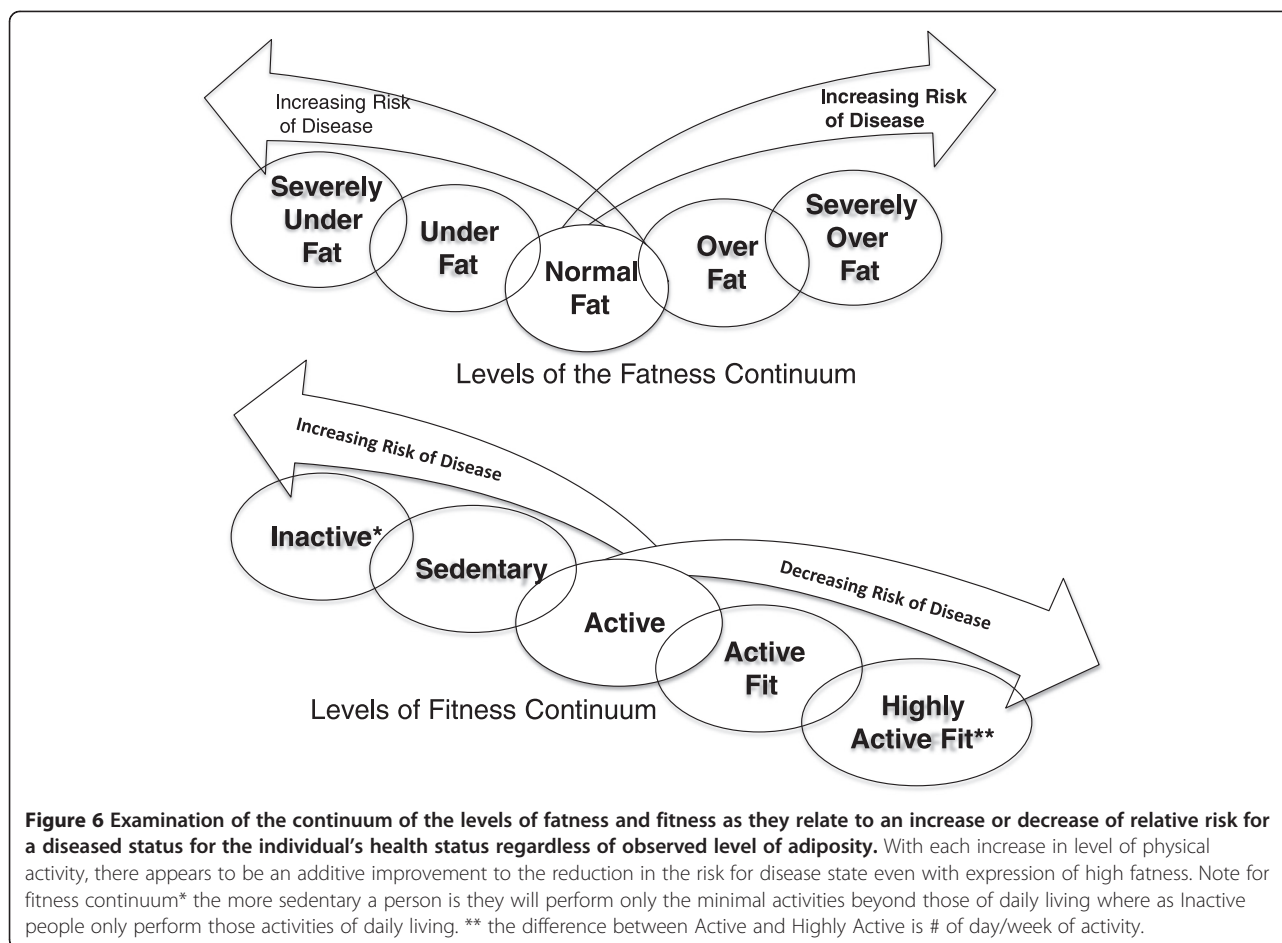 Increasing Risk
of Disease
Increasing Risk
of Disease
Severely
Under
Fat
Under
Fat
Normal
Fat
Over
Fat
Severely
Over
Fat
Levels of the Fatness Continuum
Increasing Risk of Disease
Inactive*
Sedentary
Active
Decreasing Risk of Disease
Active
Fit
Highly
Active Fit**
Levels of Fitness Continuum
Figure 6 Examination of the continuum of the levels of fatness and fitness as they relate to an increase or decrease of relative risk for
a diseased status for the individual's health status regardless of observed level of adiposity. With each increase in level of physical
activity, there appears to be an additive improvement to the reduction in the risk for disease state even with expression of high fatness. Note for
fitness continuum* the more sedentary a person is they will perform only the minimal activities beyond those of daily living where as Inactive
people only perform those activities of daily living. ** the difference between Active and Highly Active is # of day/week of activity.